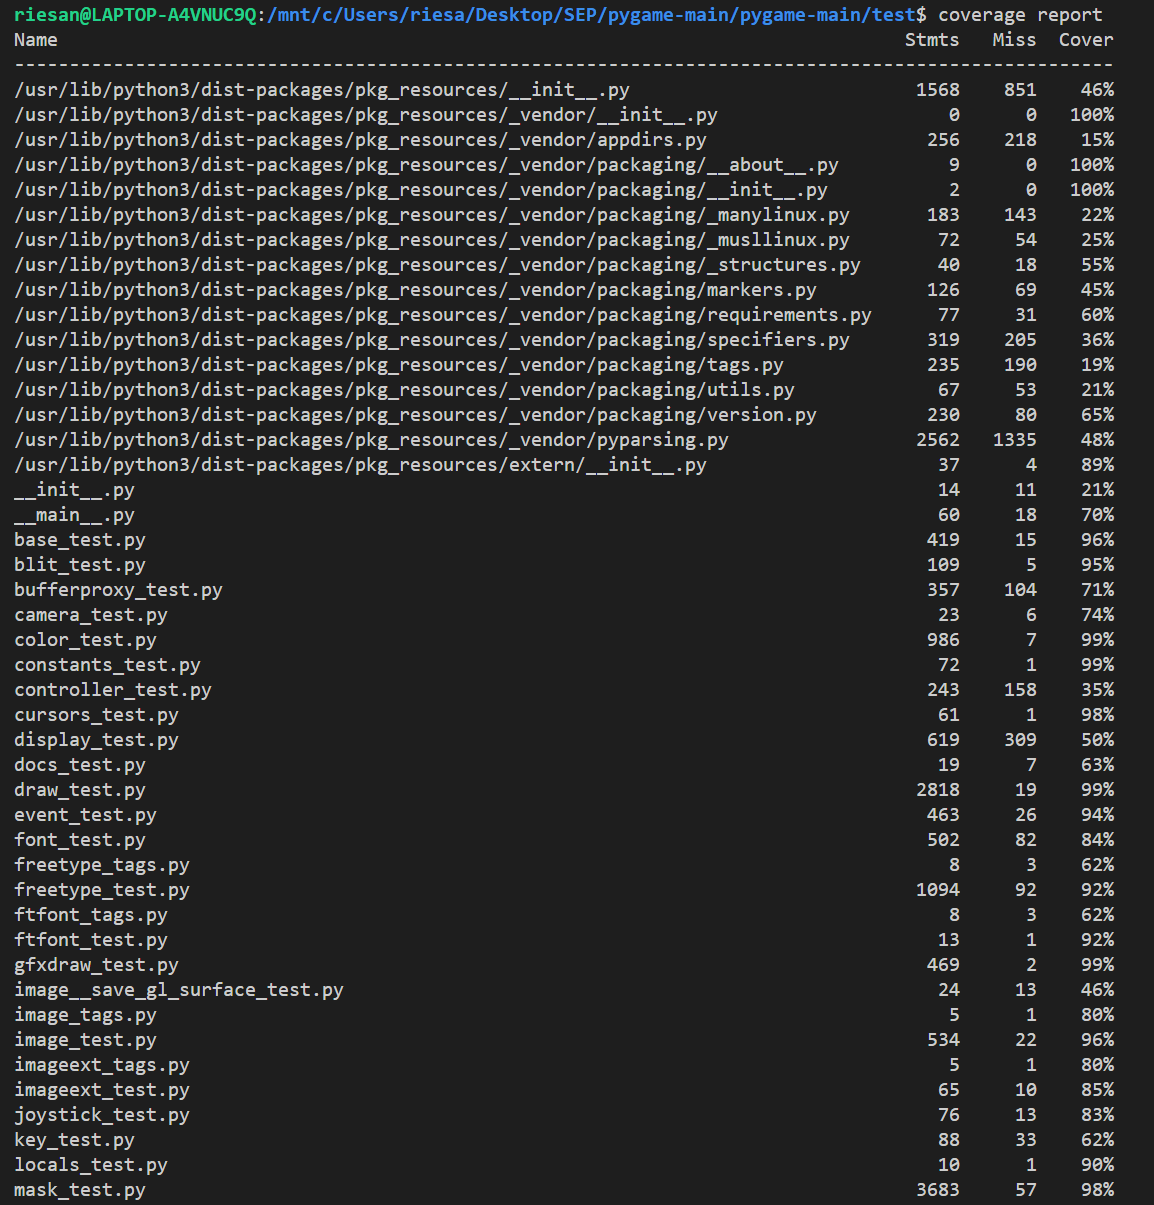 riesan@LAPTOP-A4VNUC9Q:/mnt/c/Users/riesa/Desktop/SEP/pygame-main/pygame-main/test$ coverage report
Name Stmts Miss Cover
----------------------------------------------------------------------------------------------------
/usr/lib/python3/dist-packages/pkg_resources/__init__.py 1568 851 46%
/usr/lib/python3/dist-packages/pkg_resources/_vendor/__init__.py 0 0 100%
/usr/lib/python3/dist-packages/pkg_resources/_vendor/appdirs.py 256 218 15%
/usr/lib/python3/dist-packages/pkg_resources/_vendor/packaging/__about__.py 9 0 100%
/usr/lib/python3/dist-packages/pkg_resources/_vendor/packaging/__init__.py 2 0 100%
/usr/lib/python3/dist-packages/pkg_resources/_vendor/packaging/_manylinux.py 183 143 22%
/usr/lib/python3/dist-packages/pkg_resources/_vendor/packaging/_musllinux.py 72 54 25%
/usr/lib/python3/dist-packages/pkg_resources/_vendor/packaging/_structures.py 40 18 55%
/usr/lib/python3/dist-packages/pkg_resources/_vendor/packaging/markers.py 126 69 45%
/usr/lib/python3/dist-packages/pkg_resources/_vendor/packaging/requirements.py 77 31 60%
/usr/lib/python3/dist-packages/pkg_resources/_vendor/packaging/specifiers.py 319 205 36%
/usr/lib/python3/dist-packages/pkg_resources/_vendor/packaging/tags.py 235 190 19%
/usr/lib/python3/dist-packages/pkg_resources/_vendor/packaging/utils.py 67 53 21%
/usr/lib/python3/dist-packages/pkg_resources/_vendor/packaging/version.py 230 80 65%
/usr/lib/python3/dist-packages/pkg_resources/_vendor/pyparsing.py 2562 1335 48%
/usr/lib/python3/dist-packages/pkg_resources/extern/__init__.py 37 4 89%
__init__.py 14 11 21%
__main__.py 60 18 70%
base_test.py 419 15 96%
blit_test.py 109 5 95%
bufferproxy_test.py 357 104 71%
camera_test.py 23 6 74%
color_test.py 986 7 99%
constants_test.py 72 1 99%
controller_test.py 243 158 35%
cursors_test.py 61 1 98%
display_test.py 619 309 50%
docs_test.py 19 7 63%
draw_test.py 2818 19 99%
event_test.py 463 26 94%
font_test.py 502 82 84%
freetype_tags.py 8 3 62%
freetype_test.py 1094 92 92%
ftfont_tags.py 8 3 62%
ftfont_test.py 13 1 92%
gfxdraw_test.py 469 2 99%
image__save_gl_surface_test.py 24 13 46%
image_tags.py 5 1 80%
image_test.py 534 22 96%
imageext_tags.py 5 1 80%
imageext_test.py 65 10 85%
joystick_test.py 76 13 83%
key_test.py 88 33 62%
locals_test.py 10 1 90%
mask_test.py 3683 57 98%